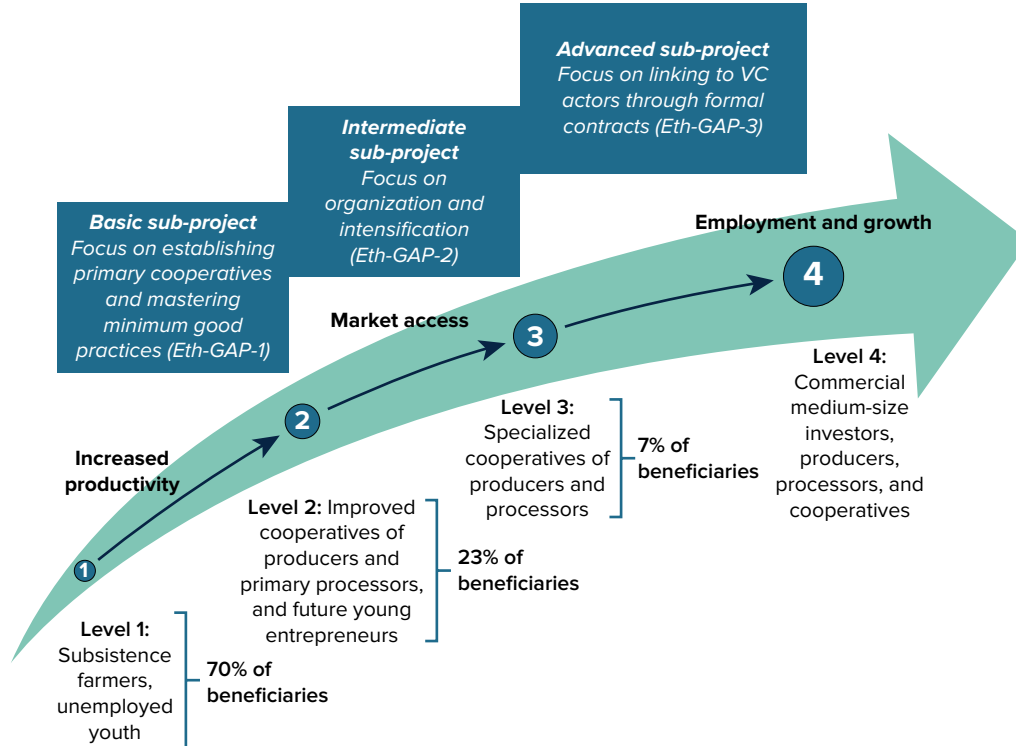 Basic sub-project
Focus on establishing
primary cooperatives
and mastering
minimum good
practices (Eth-GAP-1)
Intermediate
sub-project
Focus on
organization and
intensification
(Eth-GAP-2)
Advanced sub-project
Focus on linking to VC
actors through formal
contracts (Eth-GAP-3)
Increased
productivity
Market access
Employment and growth
1
2
3
4
Level 1:
Subsistence
farmers,
unemployed
youth
70% of
beneficiaries
Level 2: Improved
cooperatives of
producers and
primary processors,
and future young
entrepreneurs
23% of
beneficiaries
Level 3:
Specialized
cooperatives of
producers and
processors
7% of
beneficiaries
Level 4:
Commercial
medium-size
investors,
producers,
processors, and
cooperatives